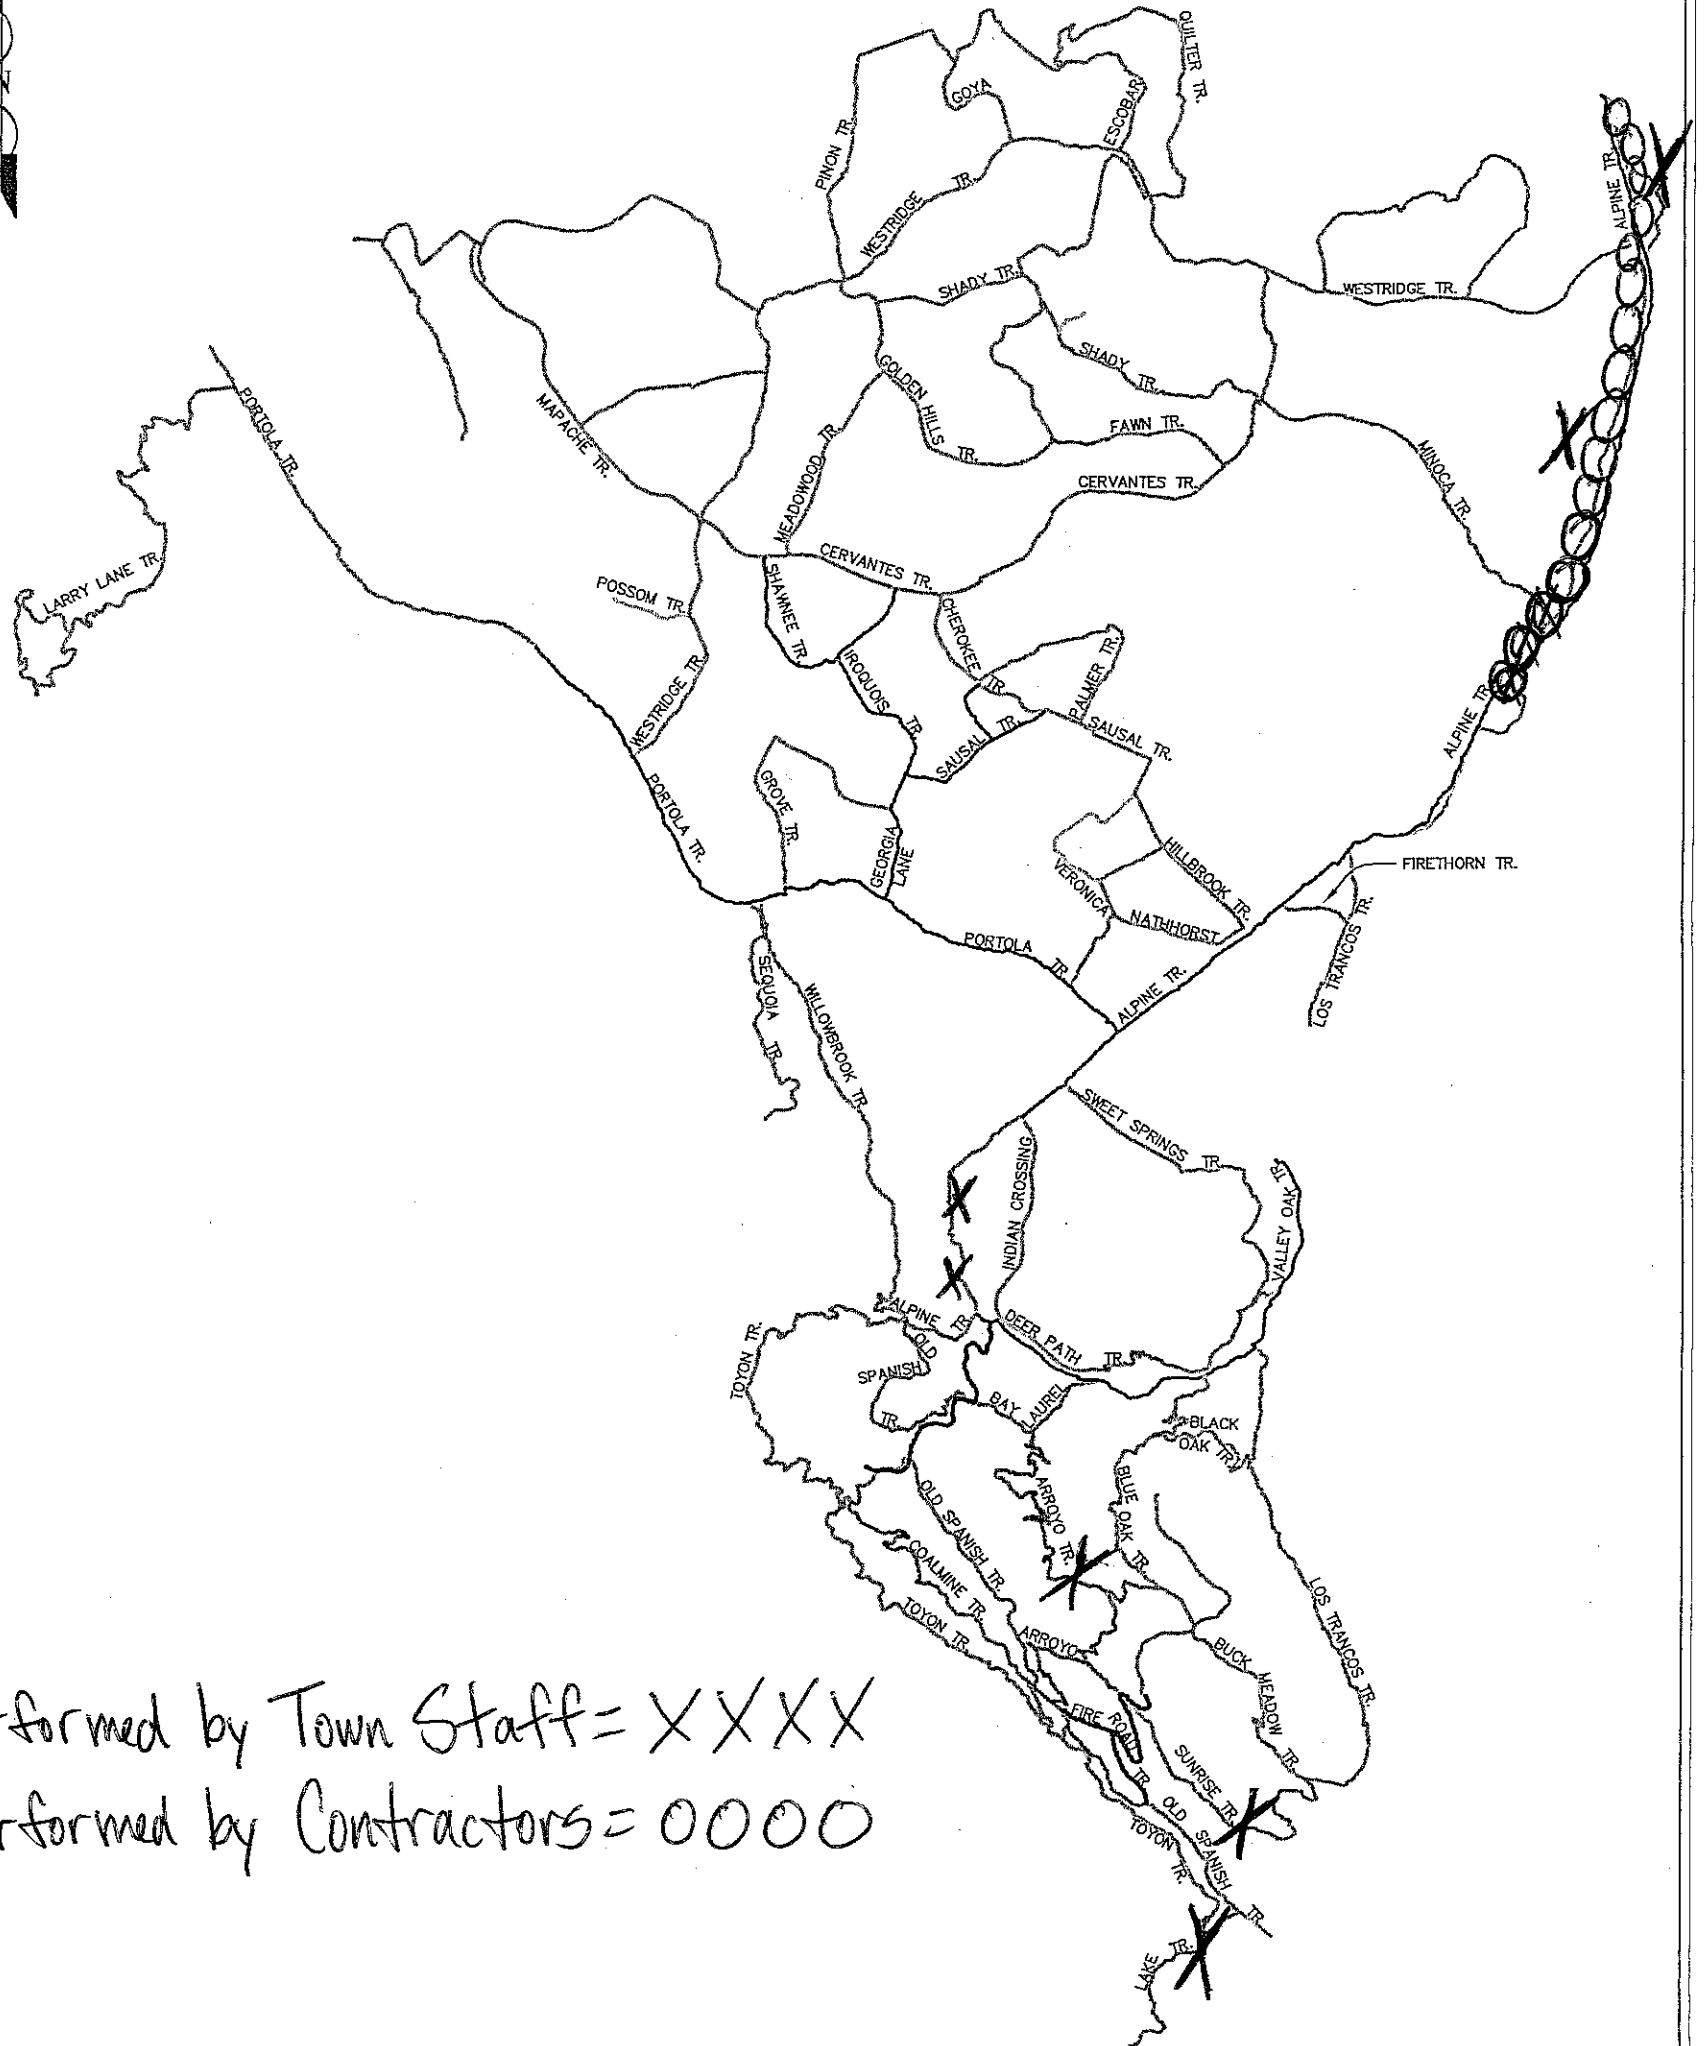 QUILTER TR.
GOYA
ESCOBAR
PINON TR.
ALPINE TR.
WESTRIDGE TR.
SHADY TR.
WESTRIDGE TR.
SHADY TR.
GOLDEN HILLS TR.
PORTOLA TR.
MAPACHE TR.
MEADOWOOD TR.
FAWN TR.
CERVANTES TR.
MINOCA TR.
LARRY LANE TR.
POSSOM TR.
CERVANTES TR.
SHAWNEE TR.
CHEROKEE TR.
IROQUOIS TR.
PALMER TR.
WESTRIDGE TR.
SAUSAL TR.
SAUSAL TR.
ALPINE TR.
PORTOLA TR.
GROVE TR.
GEORGIA LANE
VERONICA
HILLBROOK TR.
FIRETHORN TR.
NATHHORST
LOS TRANCOS TR.
PORTOLA TR.
ALPINE TR.
SEQUOIA TR.
WILLOWBROOK TR.
SWEET SPRINGS TR.
INDIAN CROSSING
VALLEY OAK TR.
ALPINE TR.
DEER PATH TR.
TOYON TR.
OLD SPANISH TR.
BAY LAUREL
BLACK OAK TR.
BLUE OAK TR.
ARROYO TR.
OLD SPANISH TR.
COALMINE TR.
TOYON TR.
ARROYO
LOS TRANCOS TR.
BUCK MEADOW TR.
FIRE ROAD TR.
SUNRISE TR.
OLD SPANISH TR.
TOYON TR.
LAKE TR.
formed by Town Staff = X X X X
rformed by Contractors = O O O O